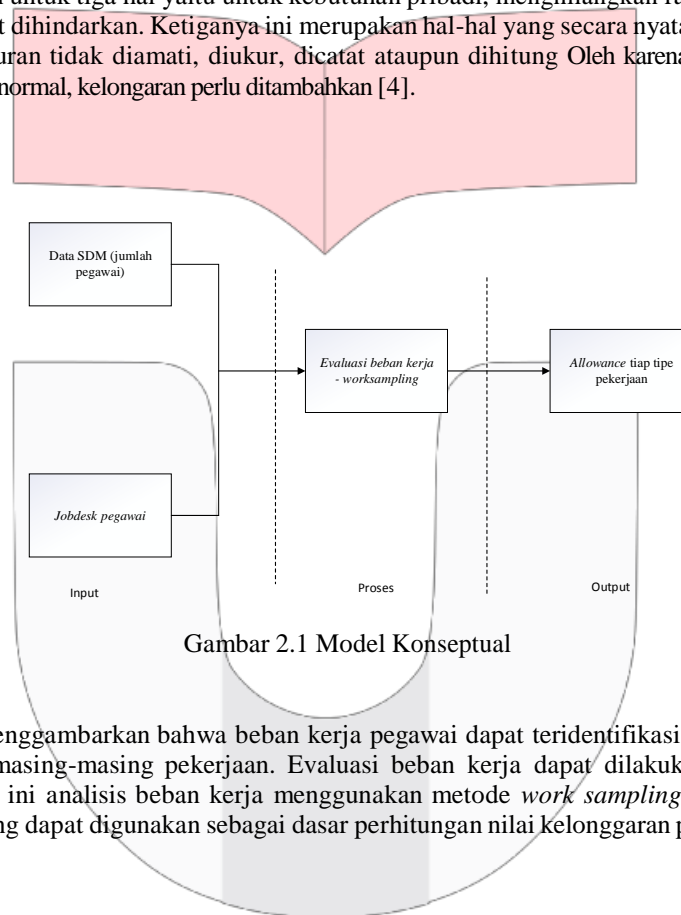 untuk tiga hal yaitu untuk kebutuhan pribadi, menghilangkan
t dihindarkan. Ketiganya ini merupakan hal-hal yang secara nyata
uran tidak diamati, diukur, dicatat ataupun dihitung Oleh karena
normal, kelongaran perlu ditambahkan [4].
Data SDM (jumlah
pegawai)
Evaluasi beban kerja
- worksampling
Allowance tiap tipe
pekerjaan
Jobdesk pegawai
Input
Proses
Output
Gambar 2.1 Model Konseptual
enggambarkan bahwa beban kerja pegawai dapat teridentifikasi
masing-masing pekerjaan. Evaluasi beban kerja dapat dilakuk
ini analisis beban kerja menggunakan metode work sampling
ng dapat digunakan sebagai dasar perhitungan nilai kelonggaran p